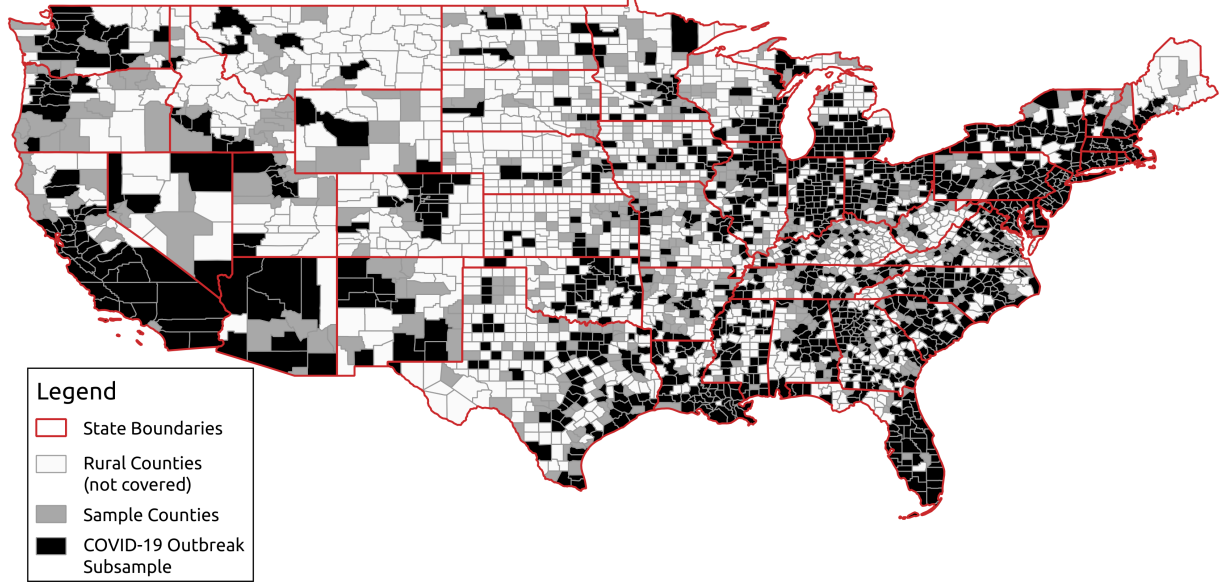 Legend
State Boundaries
Rural Counties
(not covered)
Sample Counties
COVID-19 Outbreak
Subsample